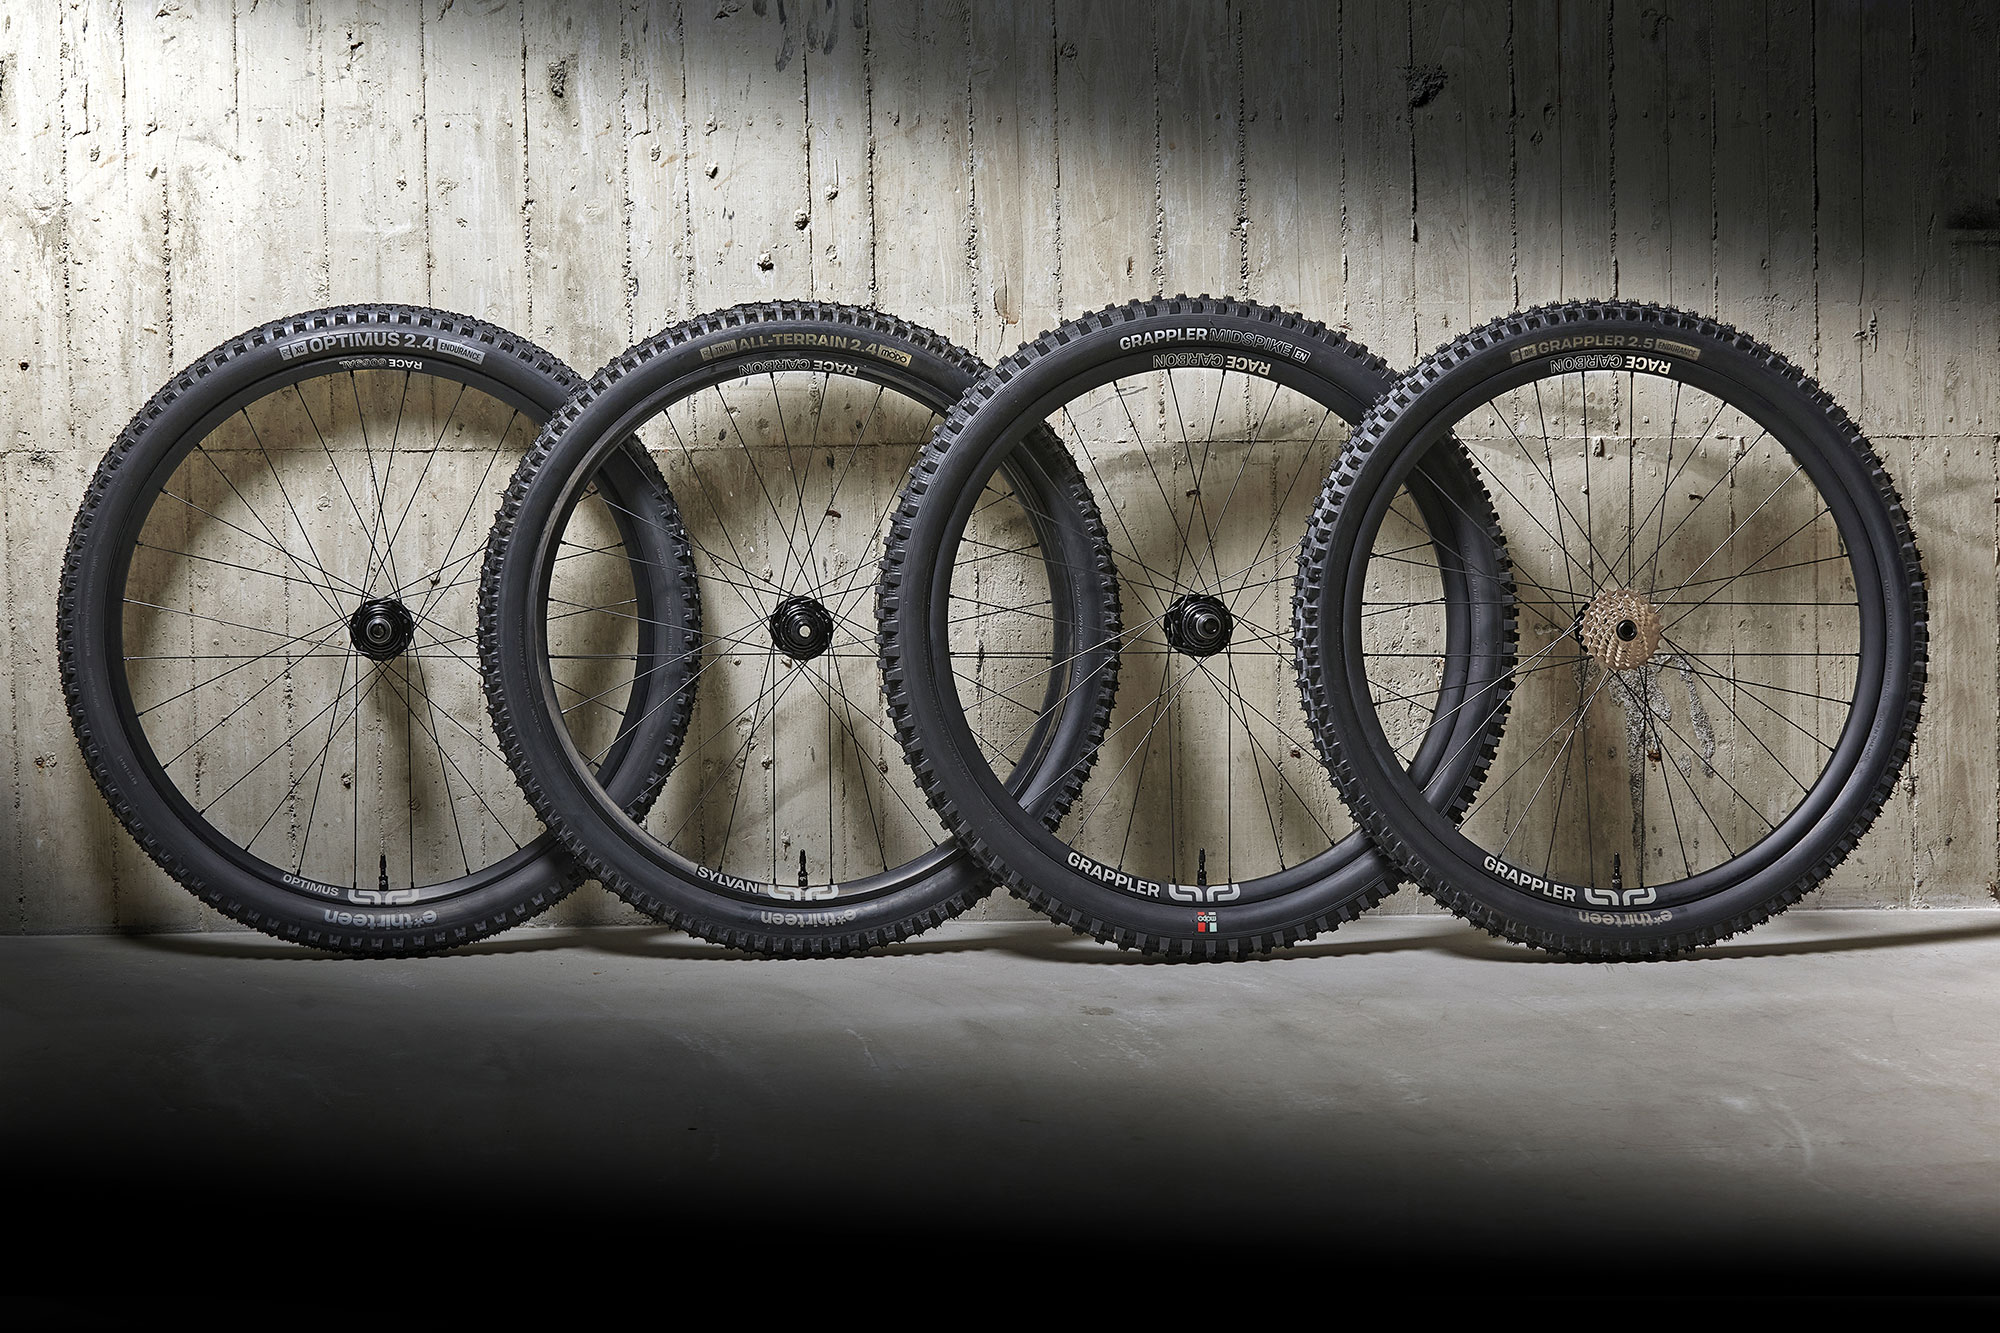 XC OPTIMUS 2.4 ENDURANCE
RACE
OPTIMUS
e*thirteen
TRAIL ALL-TERRAIN 2.4 mopo
RACE CARBON
SYLVAN
e*thirteen
GRAPPLER MIDSPIKE EN
RACE CARBON
GRAPPLER
mopo
DH GRAPPLER 2.5 ENDURANCE
RACE CARBON
GRAPPLER
e*thirteen